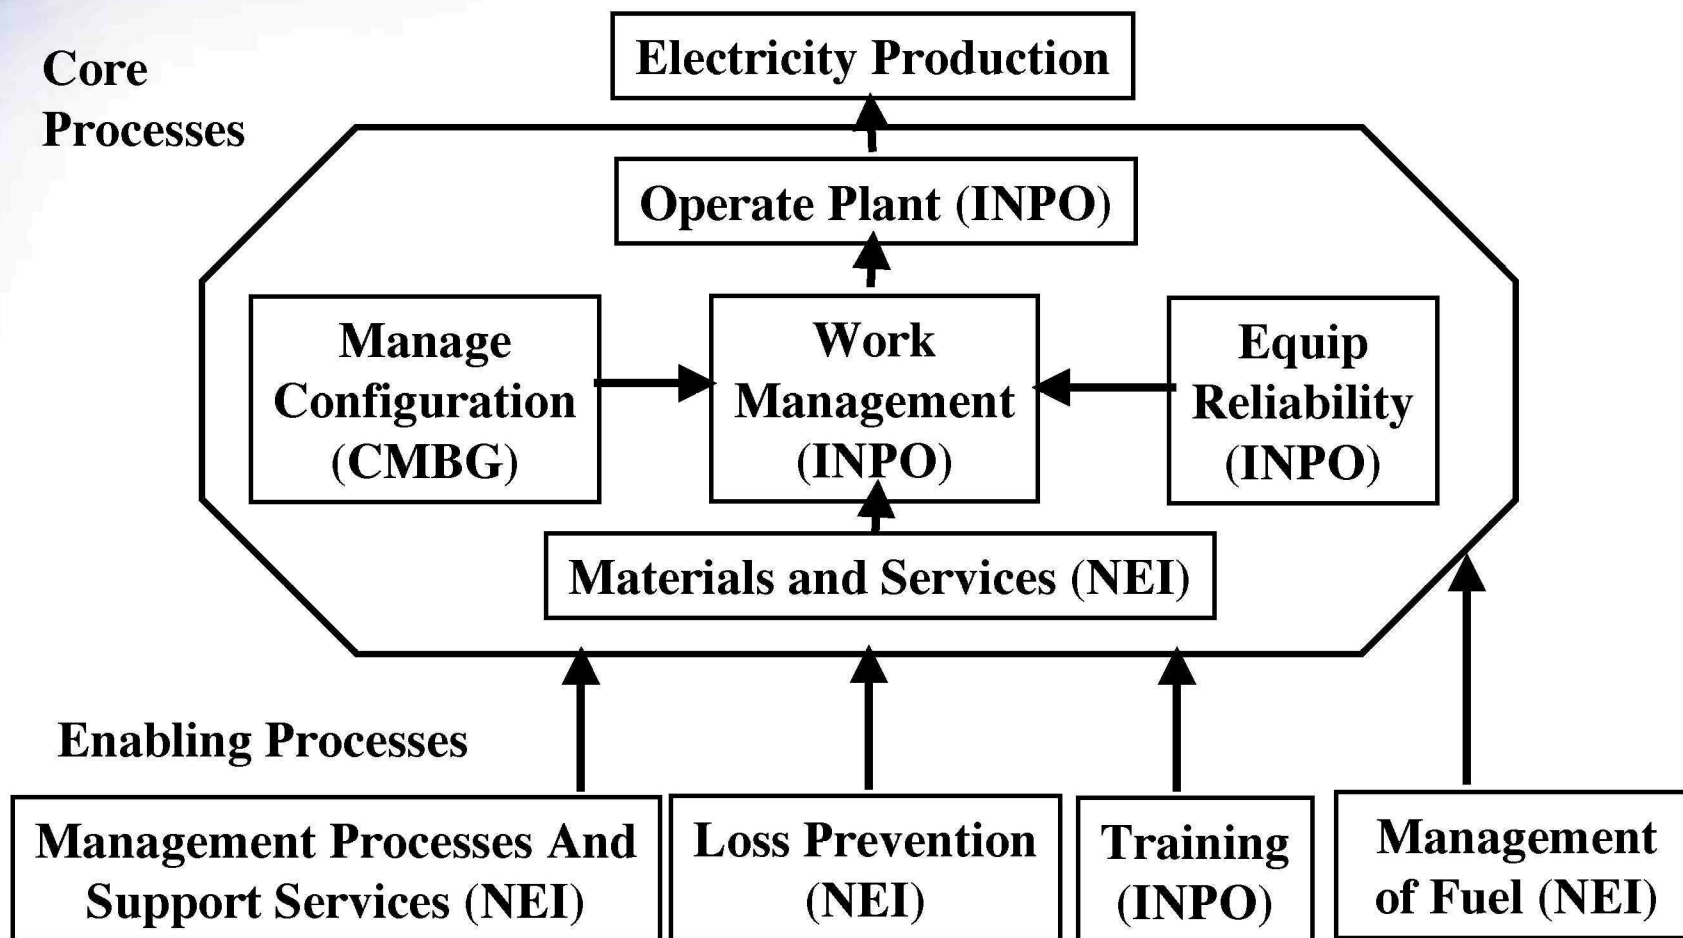 Core
Processes
Electricity Production
Operate Plant (INPO)
Manage
Configuration
(CMBG)
Work
Management
(INPO)
Equip
Reliability
(INPO)
Materials and Services (NEI)
Enabling Processes
Management Processes And
Support Services (NEI)
Loss Prevention
(NEI)
Training
(INPO)
Management
of Fuel (NEI)